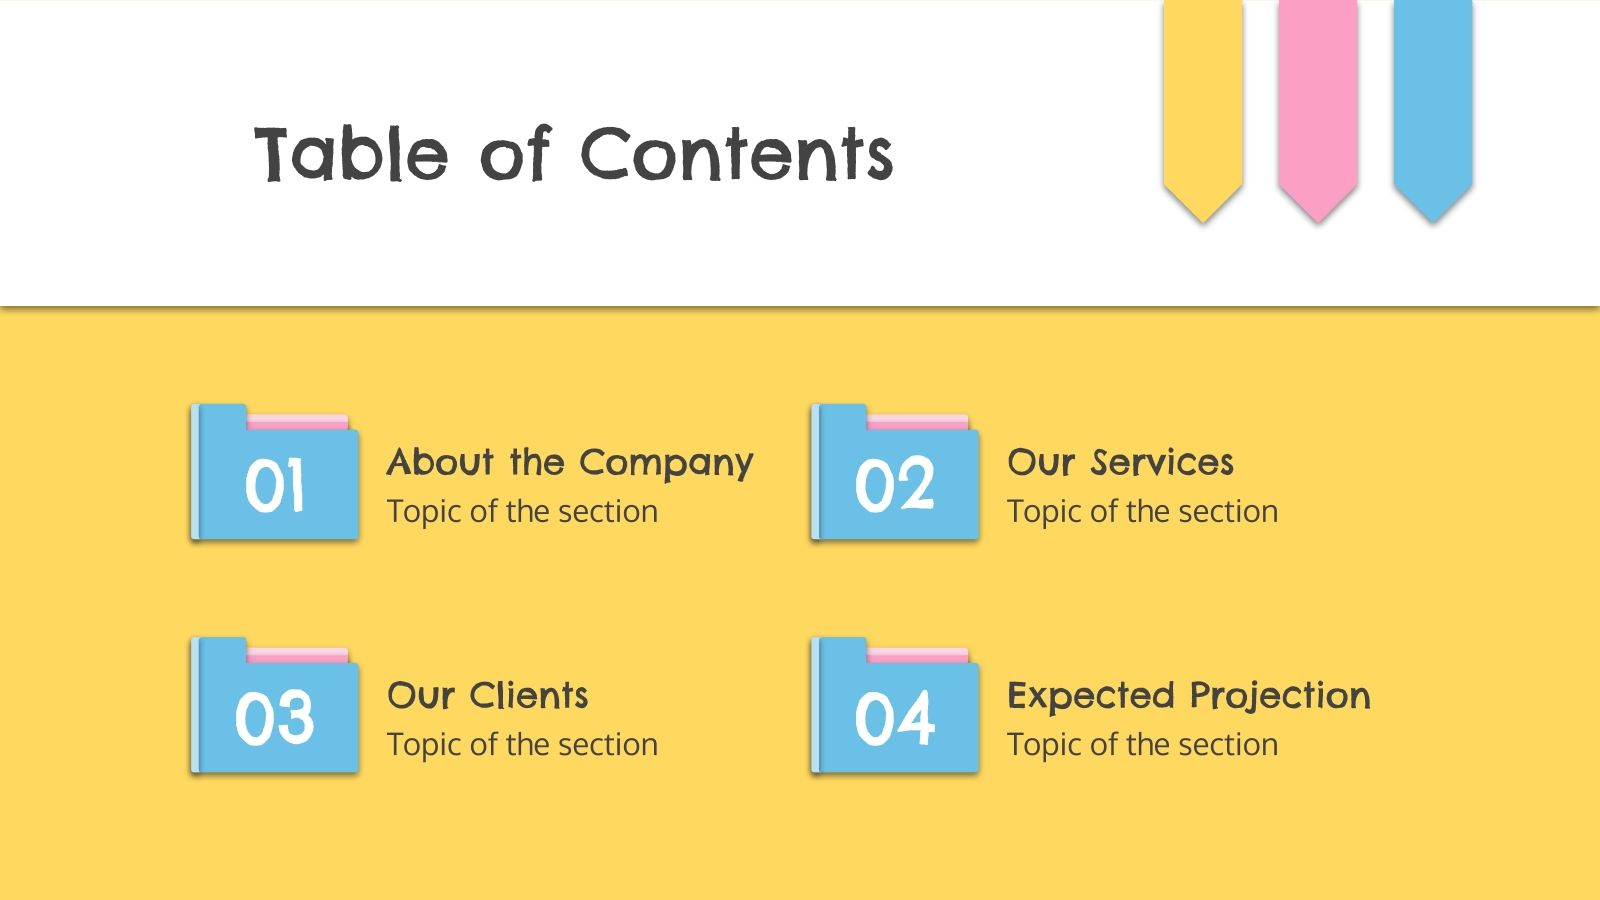 Table of Contents
01
About the Company
Topic of the section
02
Our Services
Topic of the section
03
Our Clients
Topic of the section
04
Expected Projection
Topic of the section